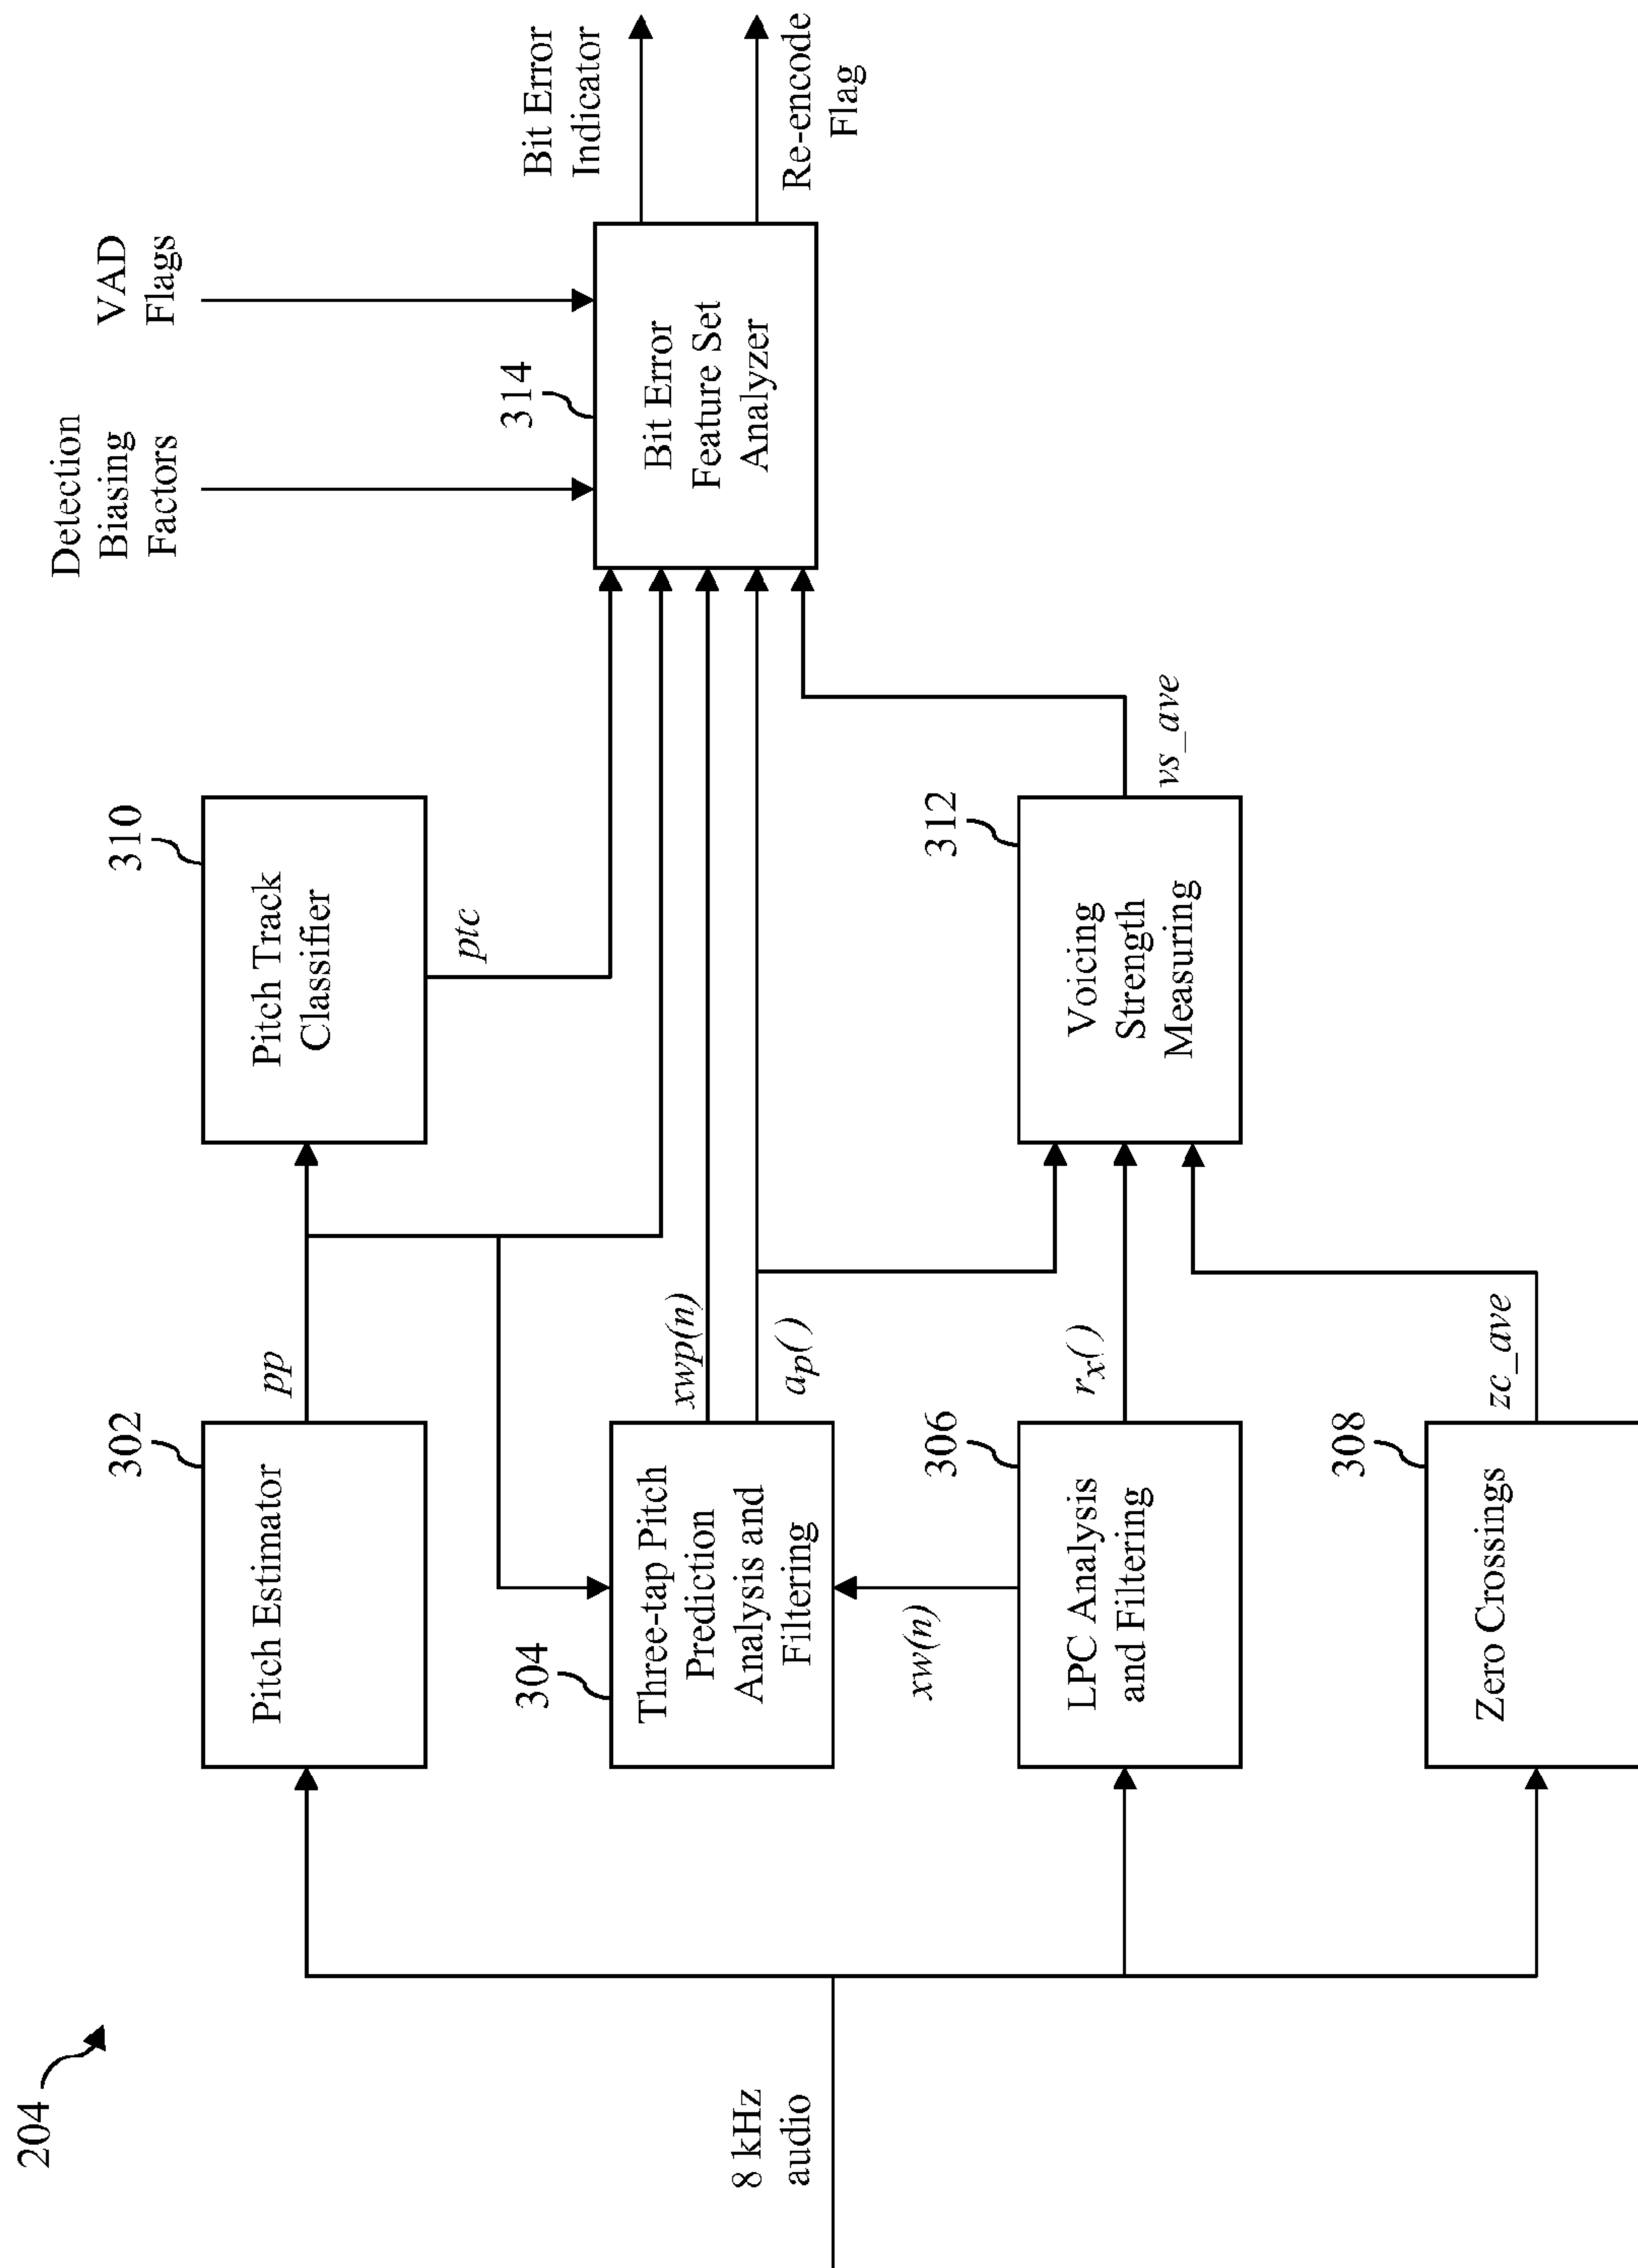 204
8 kHz
audio
302
Pitch Estimator
pp
304
Three-tap Pitch
Prediction
Analysis and
Filtering
xwp(n)
a_p()
xw(n)
306
LPC Analysis
and Filtering
r_x()
308
Zero Crossings
zc_ave
310
Pitch Track
Classifier
ptc
312
Voicing
Strength
Measuring
vs_ave
Detection
Biasing
Factors
VAD
Flags
314
Bit Error
Feature Set
Analyzer
Bit Error
Indicator
Re-encode
Flag